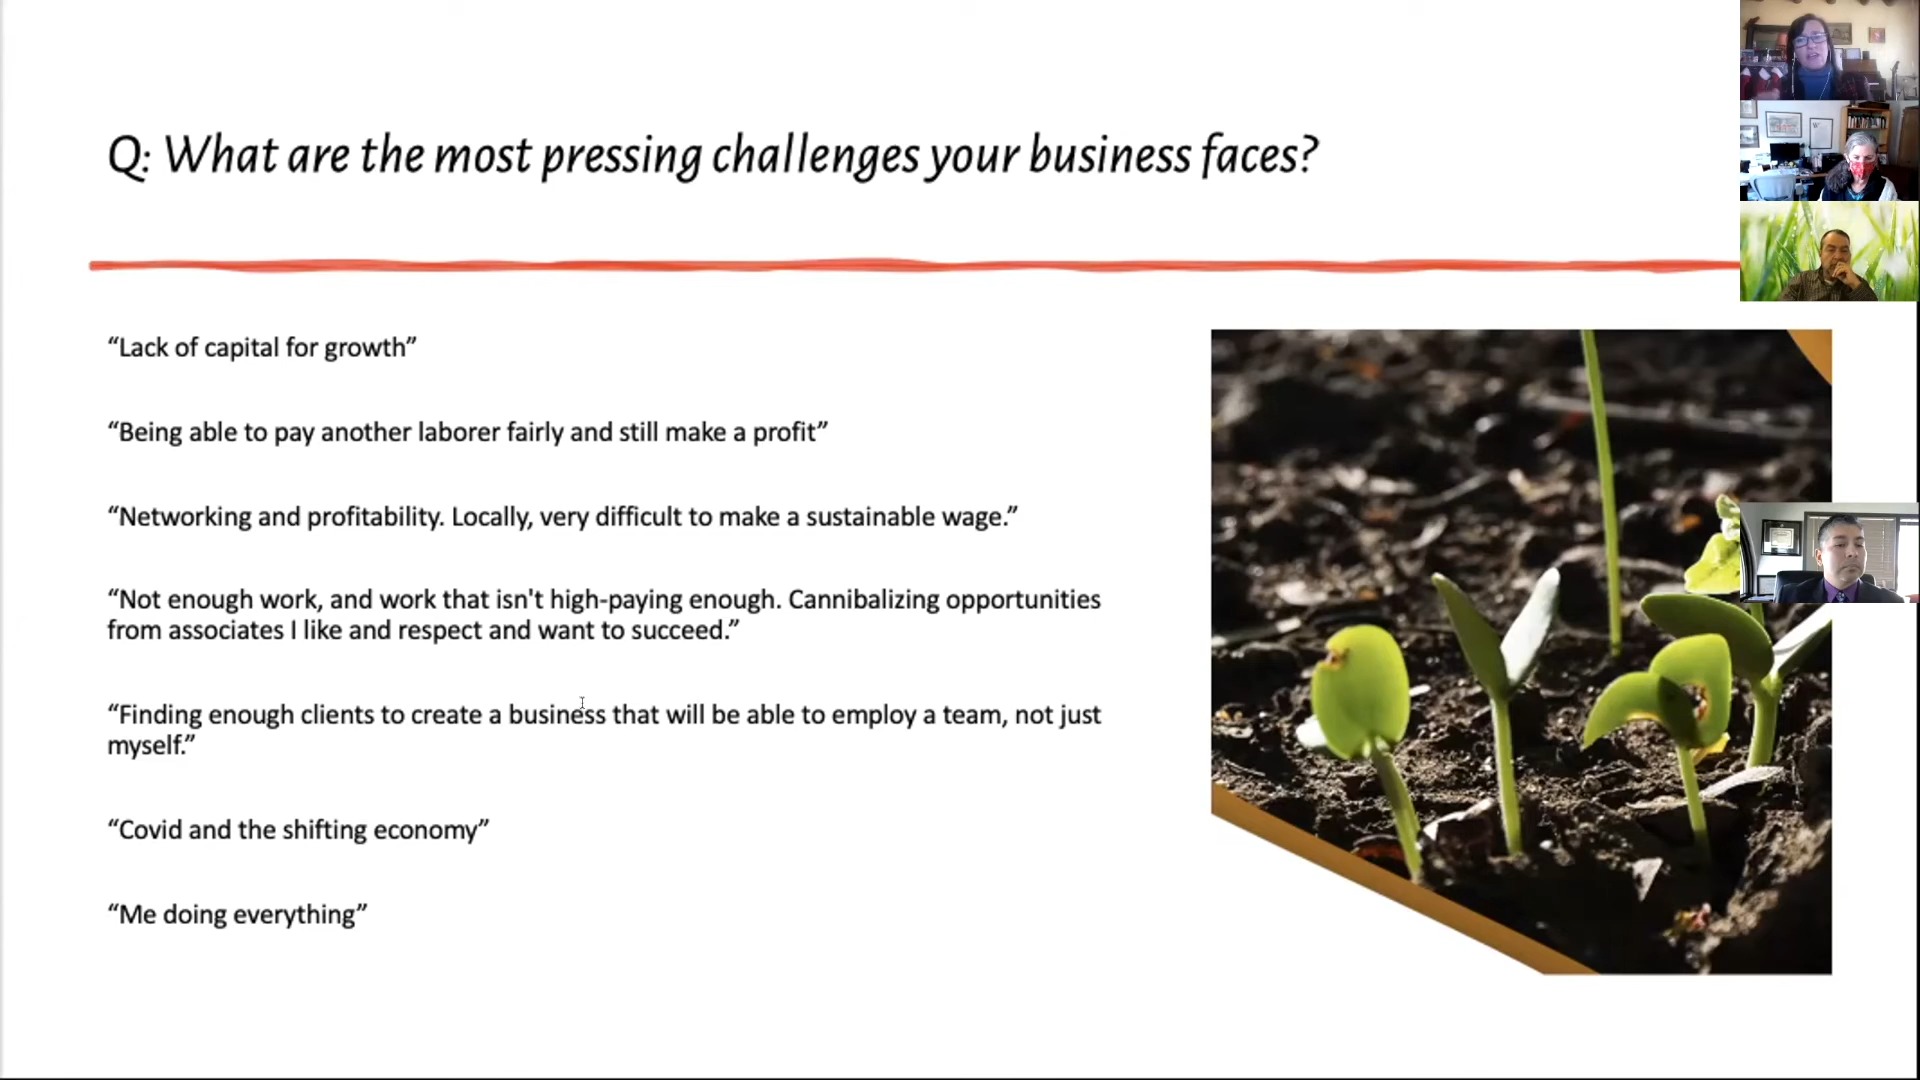 Q: What are the most pressing challenges your business faces?
“Lack of capital for growth”
“Being able to pay another laborer fairly and still make a profit”
“Networking and profitability. Locally, very difficult to make a sustainable wage.”
“Not enough work, and work that isn't high-paying enough. Cannibalizing opportunities
from associates I like and respect and want to succeed.”
“Finding enough clients to create a business that will be able to employ a team, not just
myself.”
“Covid and the shifting economy”
“Me doing everything”